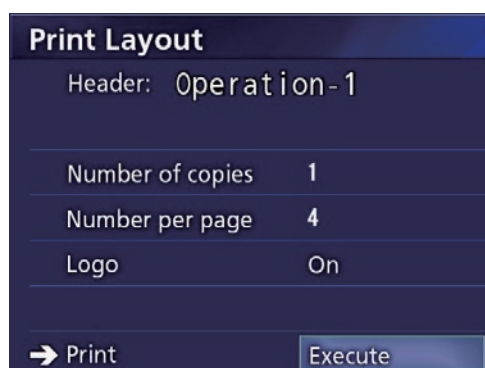 Print Layout
Header: Operation-1
Number of copies 1
Number per page 4
Logo On
Print Execute